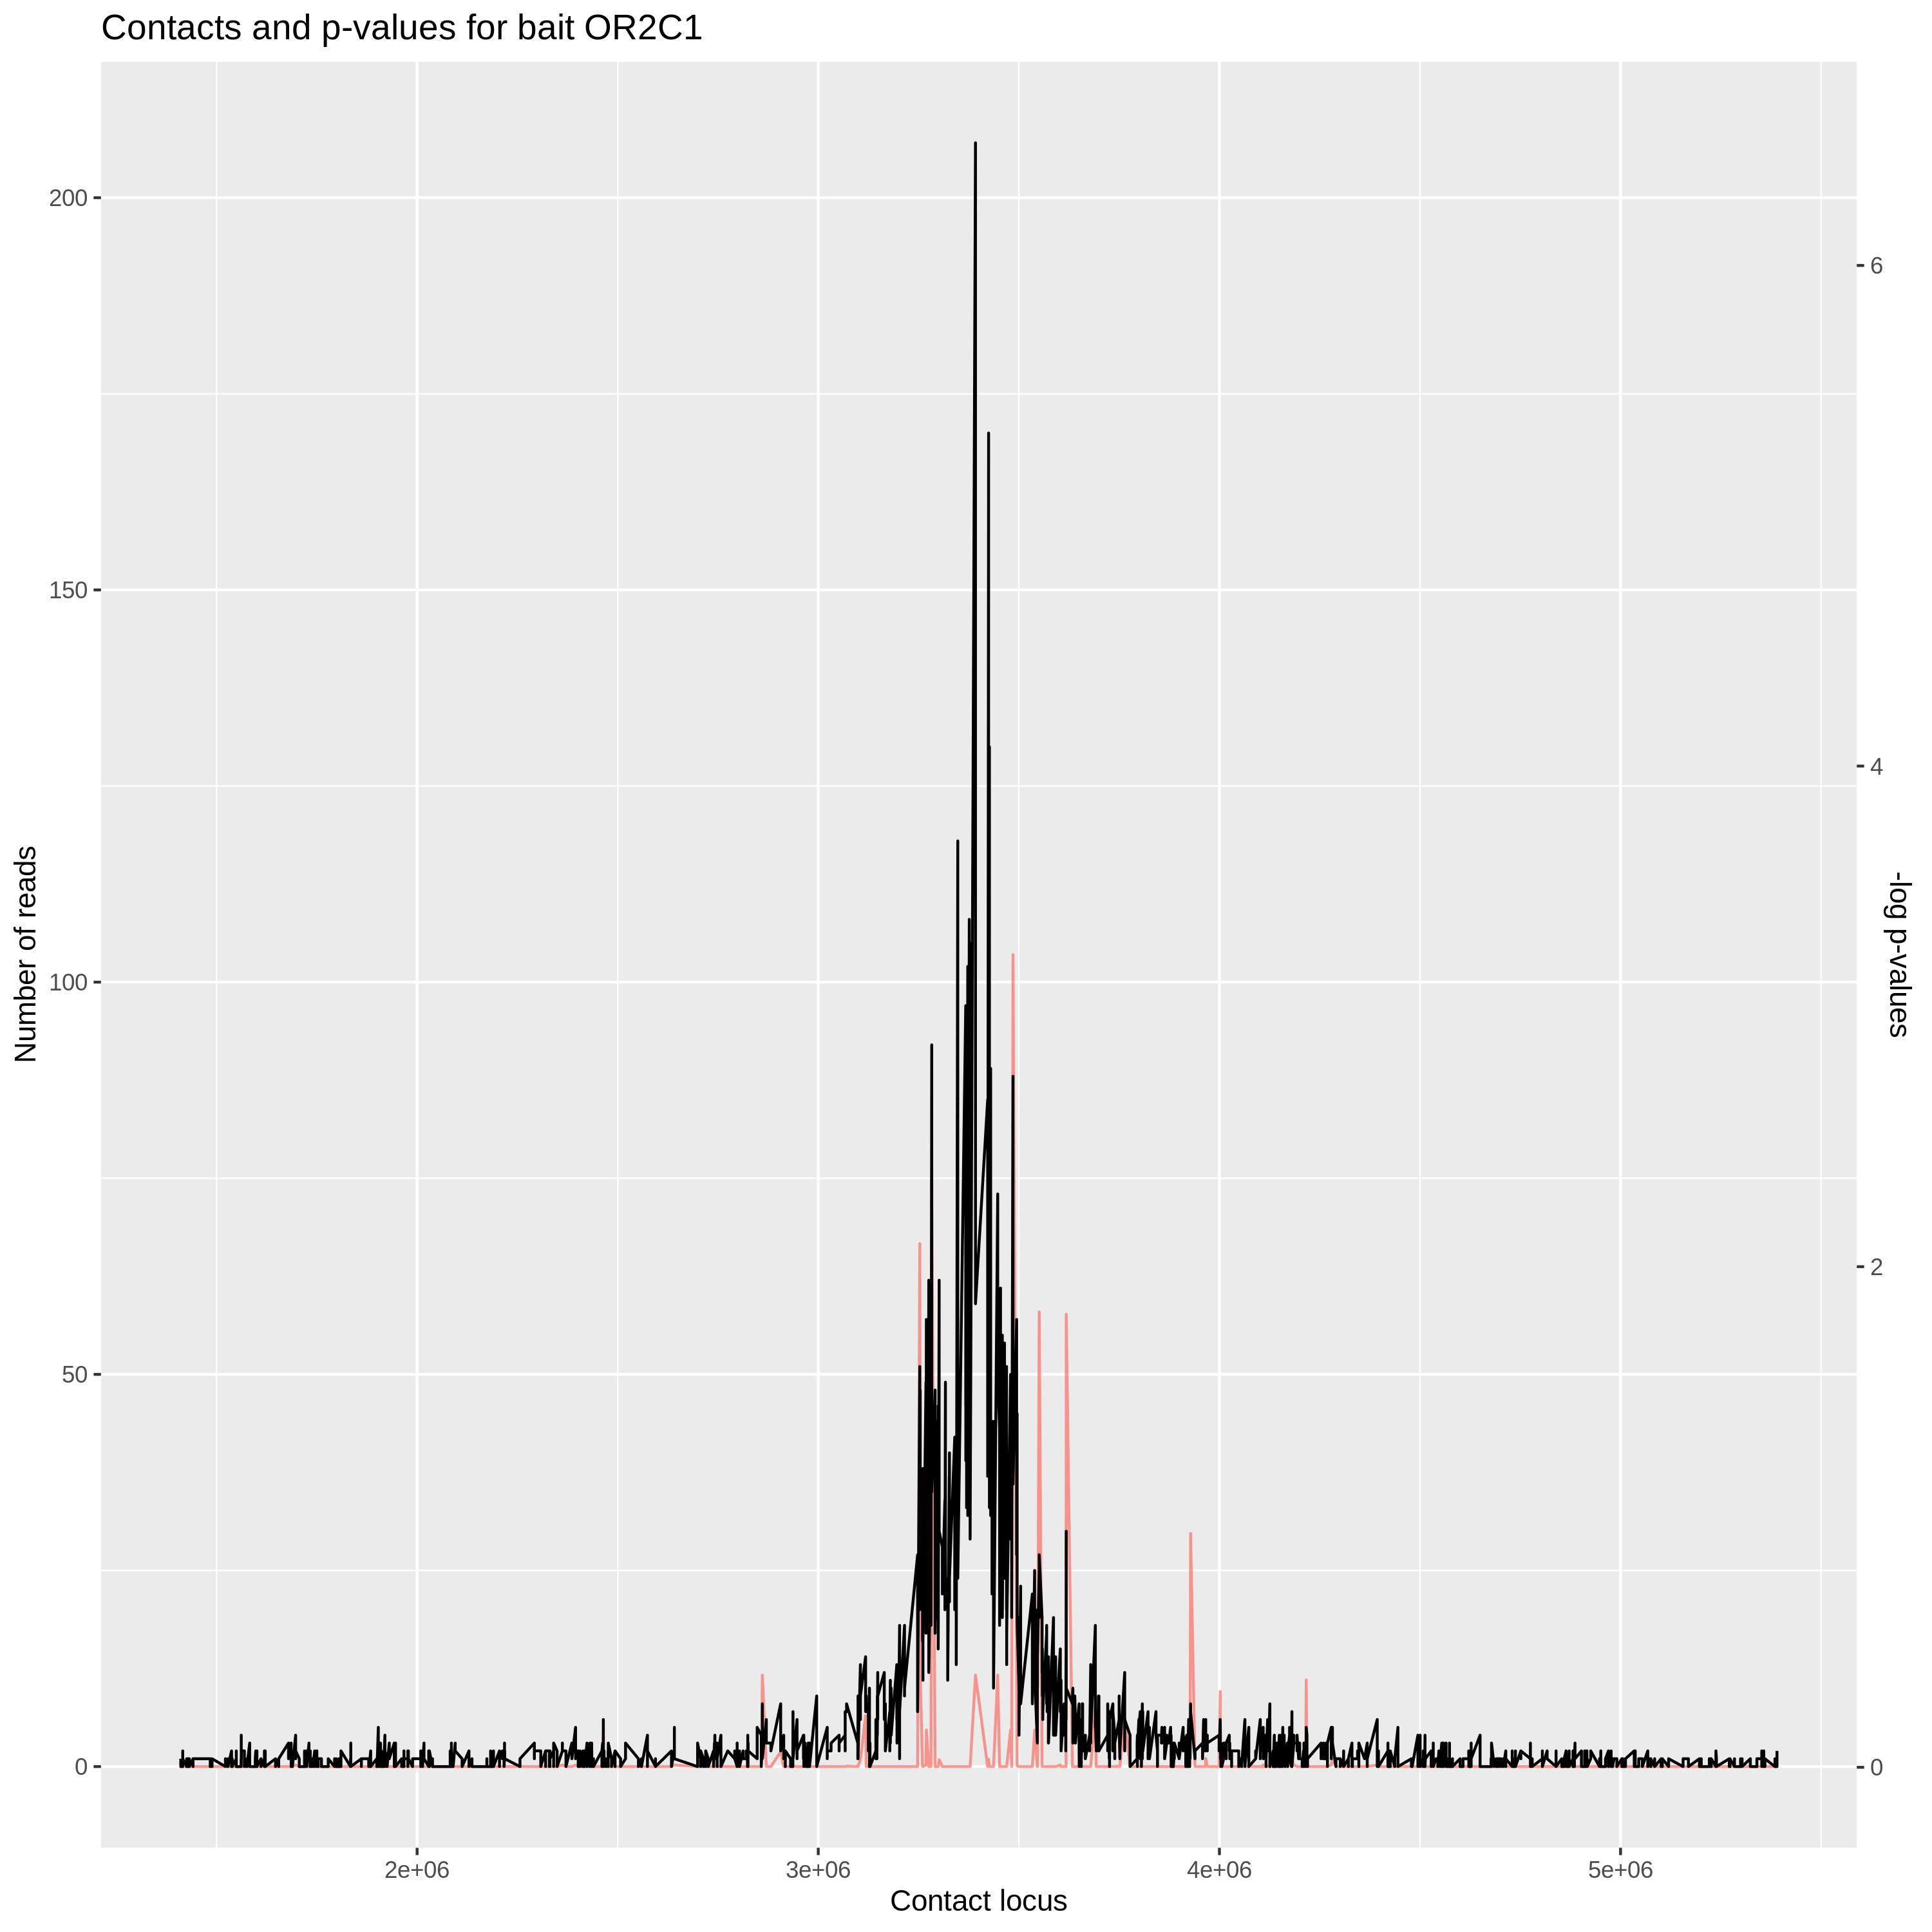 Contacts and p-values for bait OR2C1
200
150
100
50
0
Number of reads
6
4
2
0
-log p-values
2e+06 3e+06 4e+06 5e+06
Contact locus